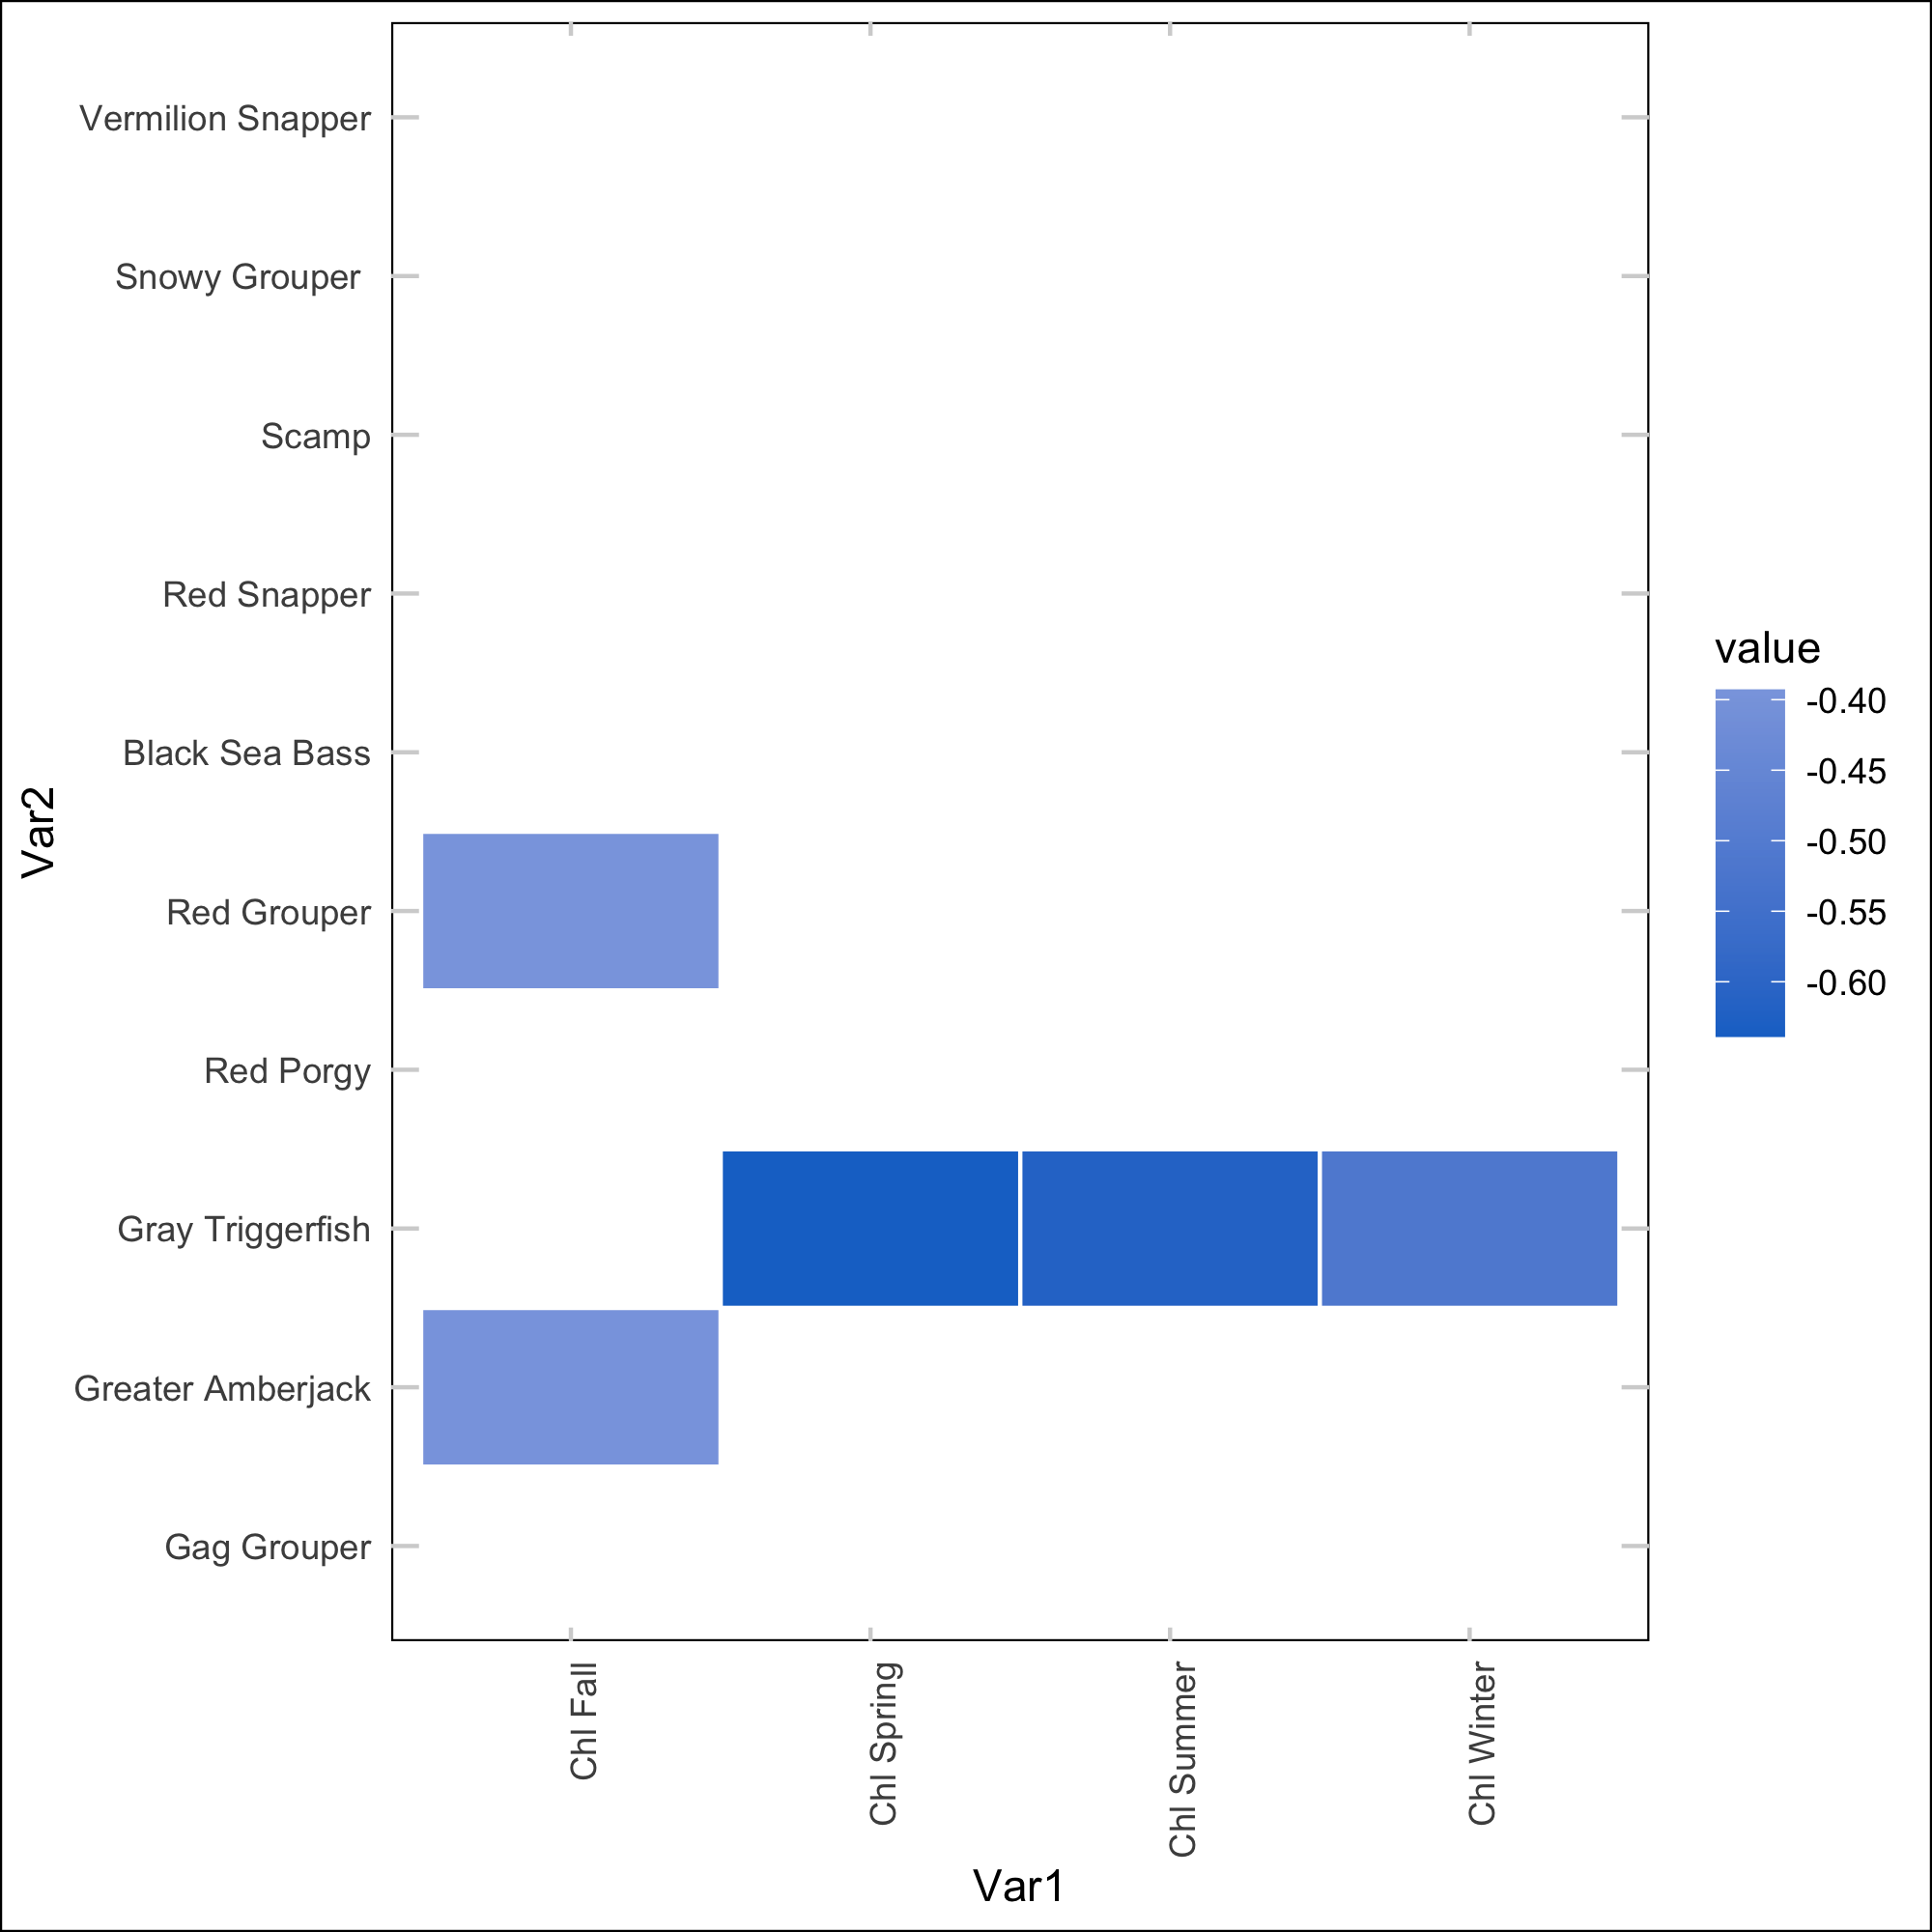 Vermilion Snapper
Snowy Grouper
Scamp
Red Snapper
Black Sea Bass
Red Grouper
Red Porgy
Gray Triggerfish
Greater Amberjack
Gag Grouper
Var2
Chl Fall
Chl Spring
Chl Summer
Chl Winter
Var1
value
-0.40
-0.45
-0.50
-0.55
-0.60